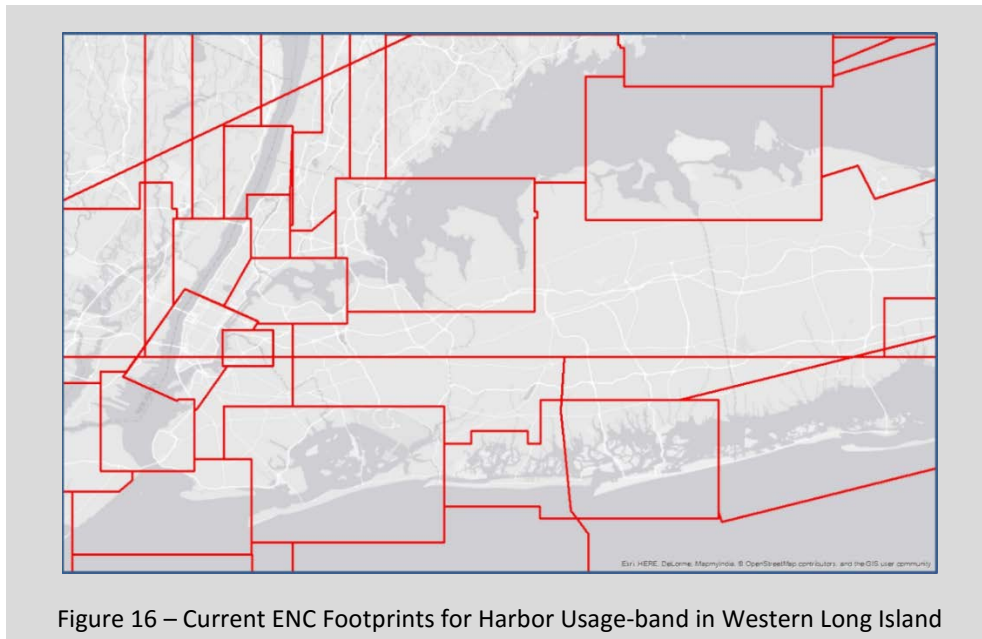 Esri, HERE, DeLorme, MapmyIndia, © OpenStreetMap contributors, and the GIS user community
Figure 16 – Current ENC Footprints for Harbor Usage-band in Western Long Island